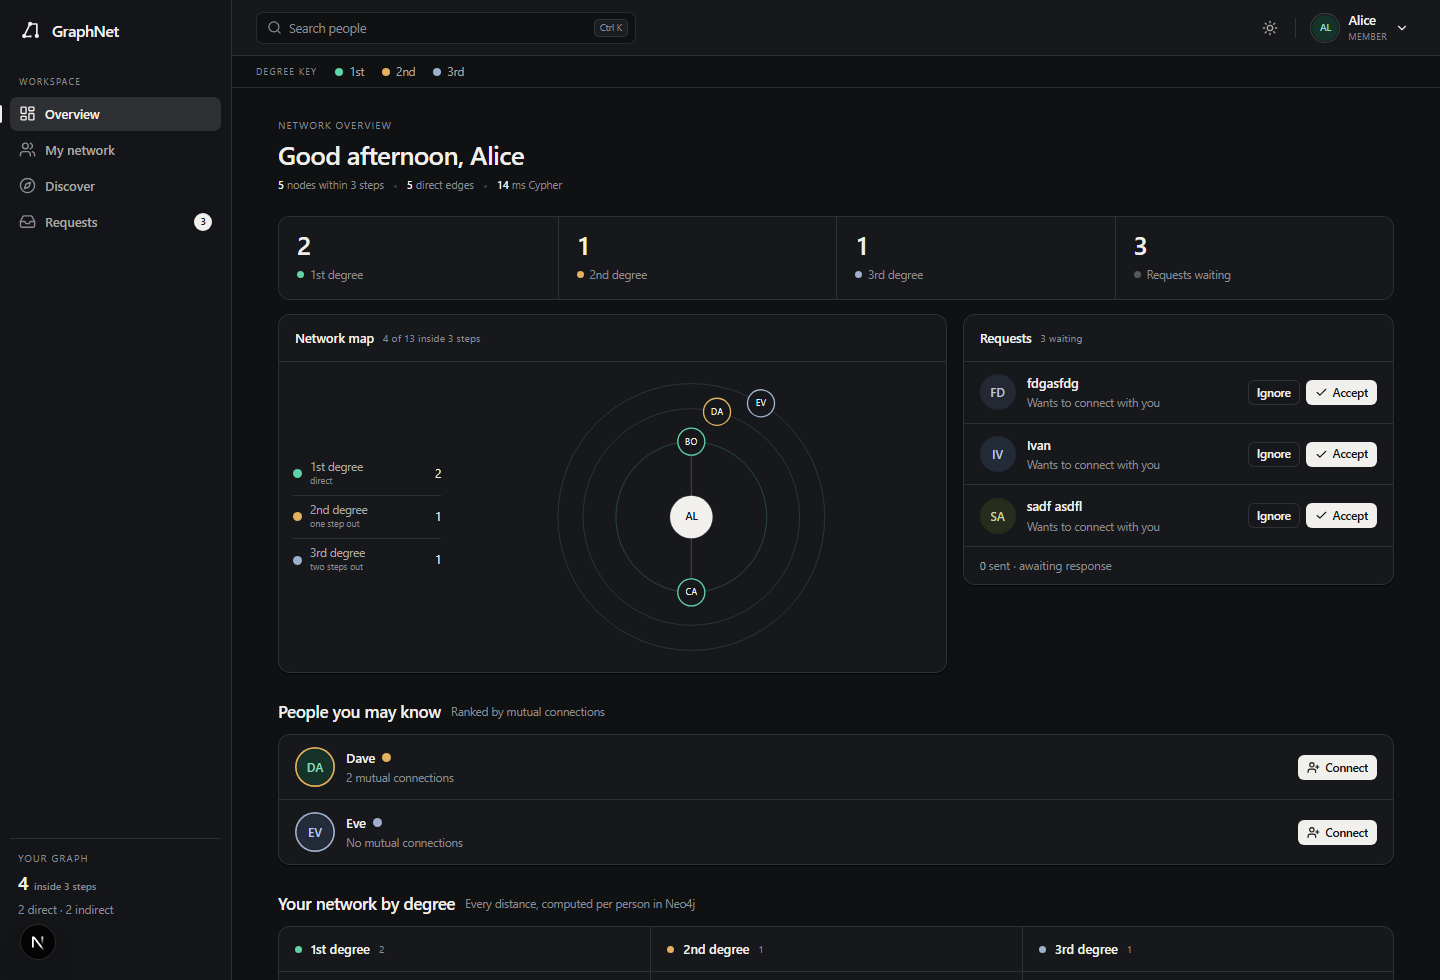 GraphNet
WORKSPACE
Overview
My network
Discover
Requests
3
Search people
Ctrl K
AL
Alice
MEMBER
DEGREE KEY
1st
2nd
3rd
NETWORK OVERVIEW
Good afternoon, Alice
5 nodes within 3 steps
5 direct edges
14 ms Cypher
2
1st degree
1
2nd degree
1
3rd degree
3
Requests waiting
Network map
4 of 13 inside 3 steps
1st degree
direct
2
2nd degree
one step out
1
3rd degree
two steps out
1
EV
DA
BO
AL
CA
Requests
3 waiting
FD
fdgasfdg
Wants to connect with you
Ignore
Accept
IV
Ivan
Wants to connect with you
Ignore
Accept
SA
sadf asdfl
Wants to connect with you
Ignore
Accept
0 sent · awaiting response
People you may know
Ranked by mutual connections
DA
Dave
2 mutual connections
Connect
EV
Eve
No mutual connections
Connect
Your network by degree
Every distance, computed per person in Neo4j
1st degree
2
2nd degree
1
3rd degree
1
YOUR GRAPH
4 inside 3 steps
2 direct · 2 indirect
N